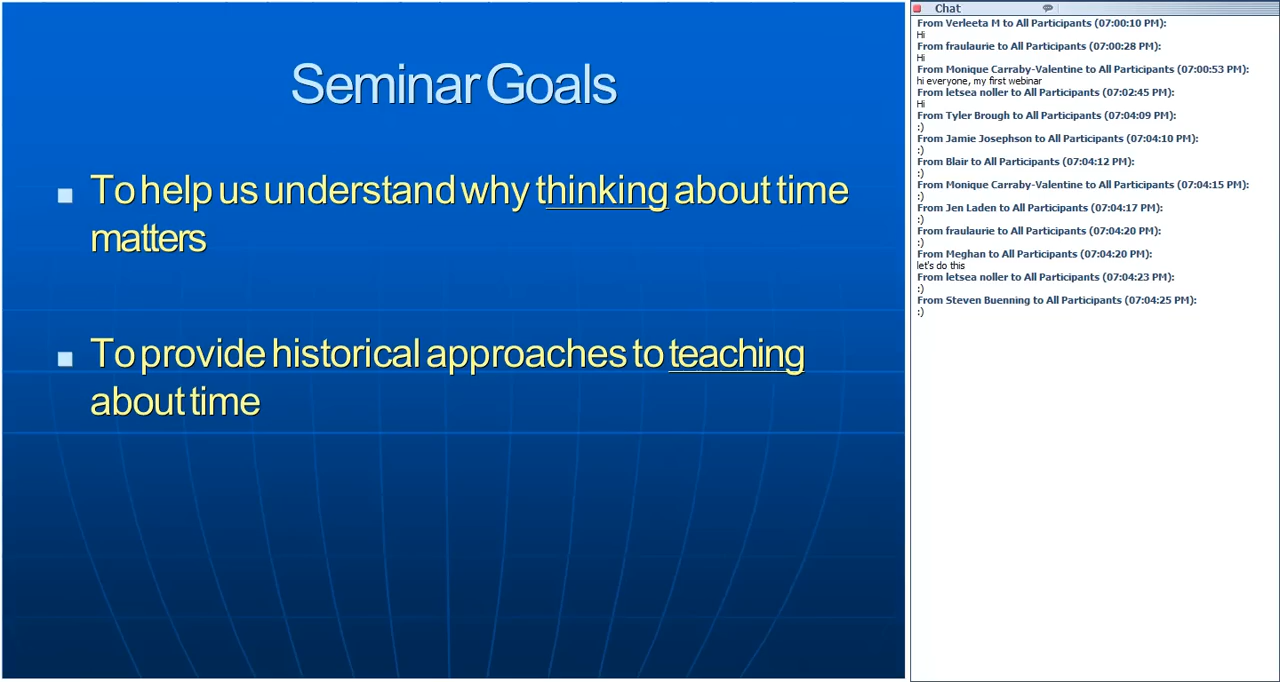 Seminar Goals
To help us understand why thinking about time
matters
To provide historical approaches to teaching
about time
Chat
From Verleeta M to All Participants (07:00:10 PM):
Hi
From fraulaurie to All Participants (07:00:28 PM):
Hi
From Monique Carraby-Valentine to All Participants (07:00:53 PM):
hi everyone, my first webinar
From letsea noller to All Participants (07:02:45 PM):
Hi
From Tyler Brough to All Participants (07:04:09 PM):
:)
From Jamie Josephson to All Participants (07:04:10 PM):
:)
From Blair to All Participants (07:04:12 PM):
:)
From Monique Carraby-Valentine to All Participants (07:04:15 PM):
:)
From Jen Laden to All Participants (07:04:17 PM):
:)
From fraulaurie to All Participants (07:04:20 PM):
:)
From Meghan to All Participants (07:04:20 PM):
let's do this
From letsea noller to All Participants (07:04:23 PM):
:)
From Steven Buenning to All Participants (07:04:25 PM):
:)